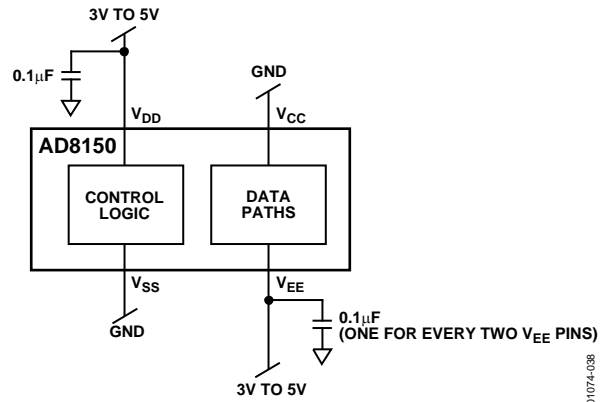 3V TO 5V
0.1μF
GND
VDD
VCC
AD8150
CONTROL
LOGIC
DATA
PATHS
VSS
VEE
GND
0.1μF
(ONE FOR EVERY TWO VEE PINS)
3V TO 5V
01074-038